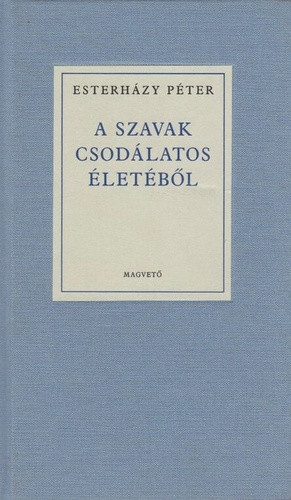 ESTERHÁZY PÉTER
A SZAVAK
CSODÁLATOS
ÉLETÉBŐL
MAGVETŐ